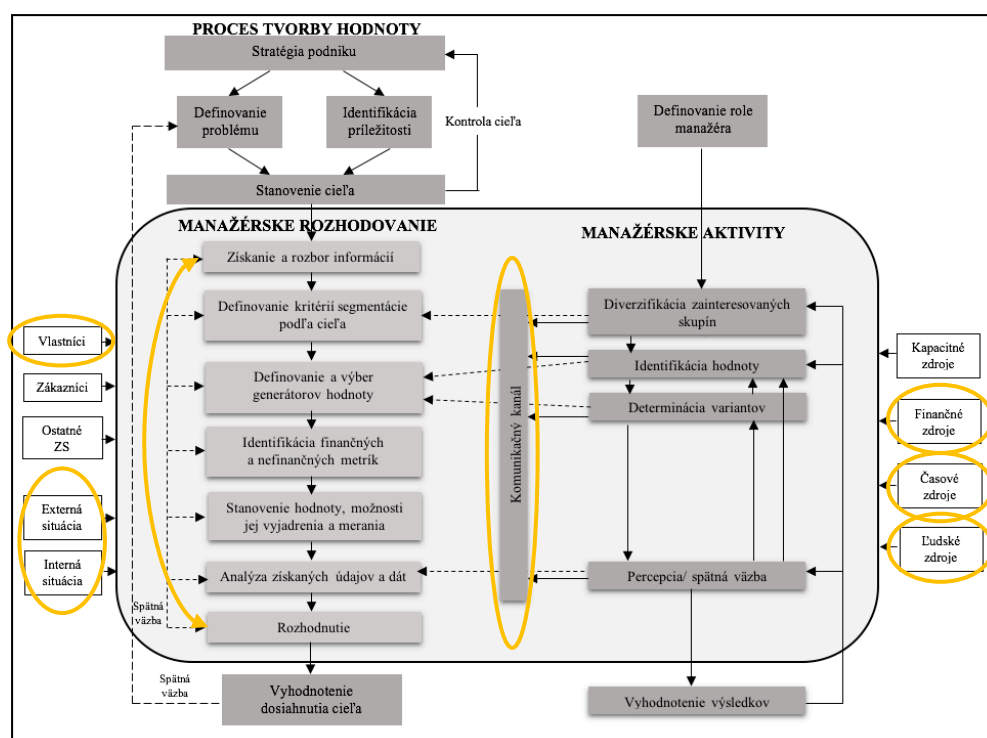 PROCES TVORBY HODNOTY
Stratégia podniku
Definovanie
problému
Identifikácia
príležitosti
Kontrola cieľa
Definovanie role
manažéra
Stanovenie cieľa
MANAŽÉRSKE ROZHODOVANIE
MANAŽÉRSKE AKTIVITY
Získanie a rozbor informácií
Definovanie kritérií segmentácie
podľa cieľa
Definovanie a výber
generátorov hodnoty
Identifikácia finančných
a nefinančných metrík
Stanovenie hodnoty, možnosti
jej vyjadrenia a merania
Analýza získaných údajov a dát
Rozhodnutie
Komunikačný kanál
Diverzifikácia zainteresovaných
skupín
Identifikácia hodnoty
Determinácia variantov
Percepcia/ spätná väzba
Vlastníci
Zákazníci
Ostatné
ZS
Externá
situácia
Interná
situácia
Kapacitné
zdroje
Finančné
zdroje
Časové
zdroje
Ľudské
zdroje
Spätná
väzba
Spätná
väzba
Vyhodnotenie
dosiahnutia cieľa
Vyhodnotenie výsledkov